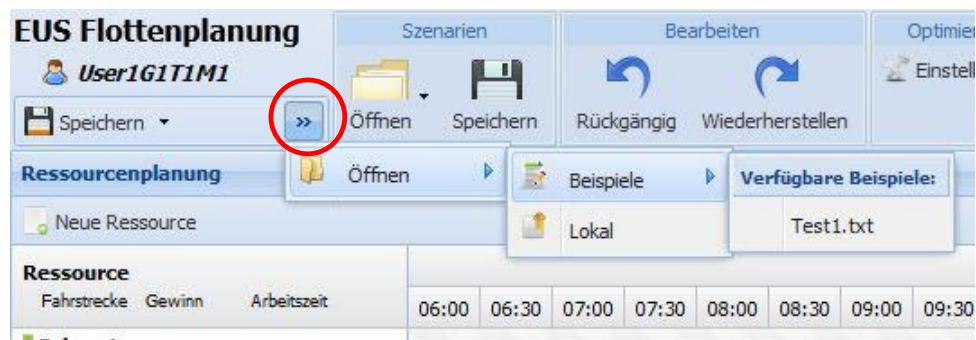 EUS Flottenplanung
User1G1T1M1
Speichern
»
Szenarien
Öffnen
Speichern
Bearbeiten
Rückgängig
Wiederherstellen
Optimier
Einstell
Öffnen
Beispiele
Lokal
Verfügbare Beispiele:
Test1.txt
Ressourcenplanung
Neue Ressource
Ressource
Fahrstrecke Gewinn Arbeitszeit
06:00 06:30 07:00 07:30 08:00 08:30 09:00 09:30